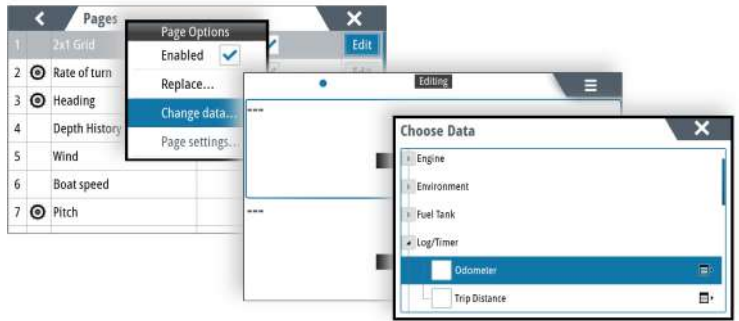 Pages
1 2x1 Grid Edit
2 Rate of turn
3 Heading
4 Depth History
5 Wind
6 Boat speed
7 Pitch
Page Options
Enabled
Replace...
Change data...
Page settings...
Editing
---
---
Choose Data
Engine
Environment
Fuel Tank
Log/Timer
Odometer
Trip Distance